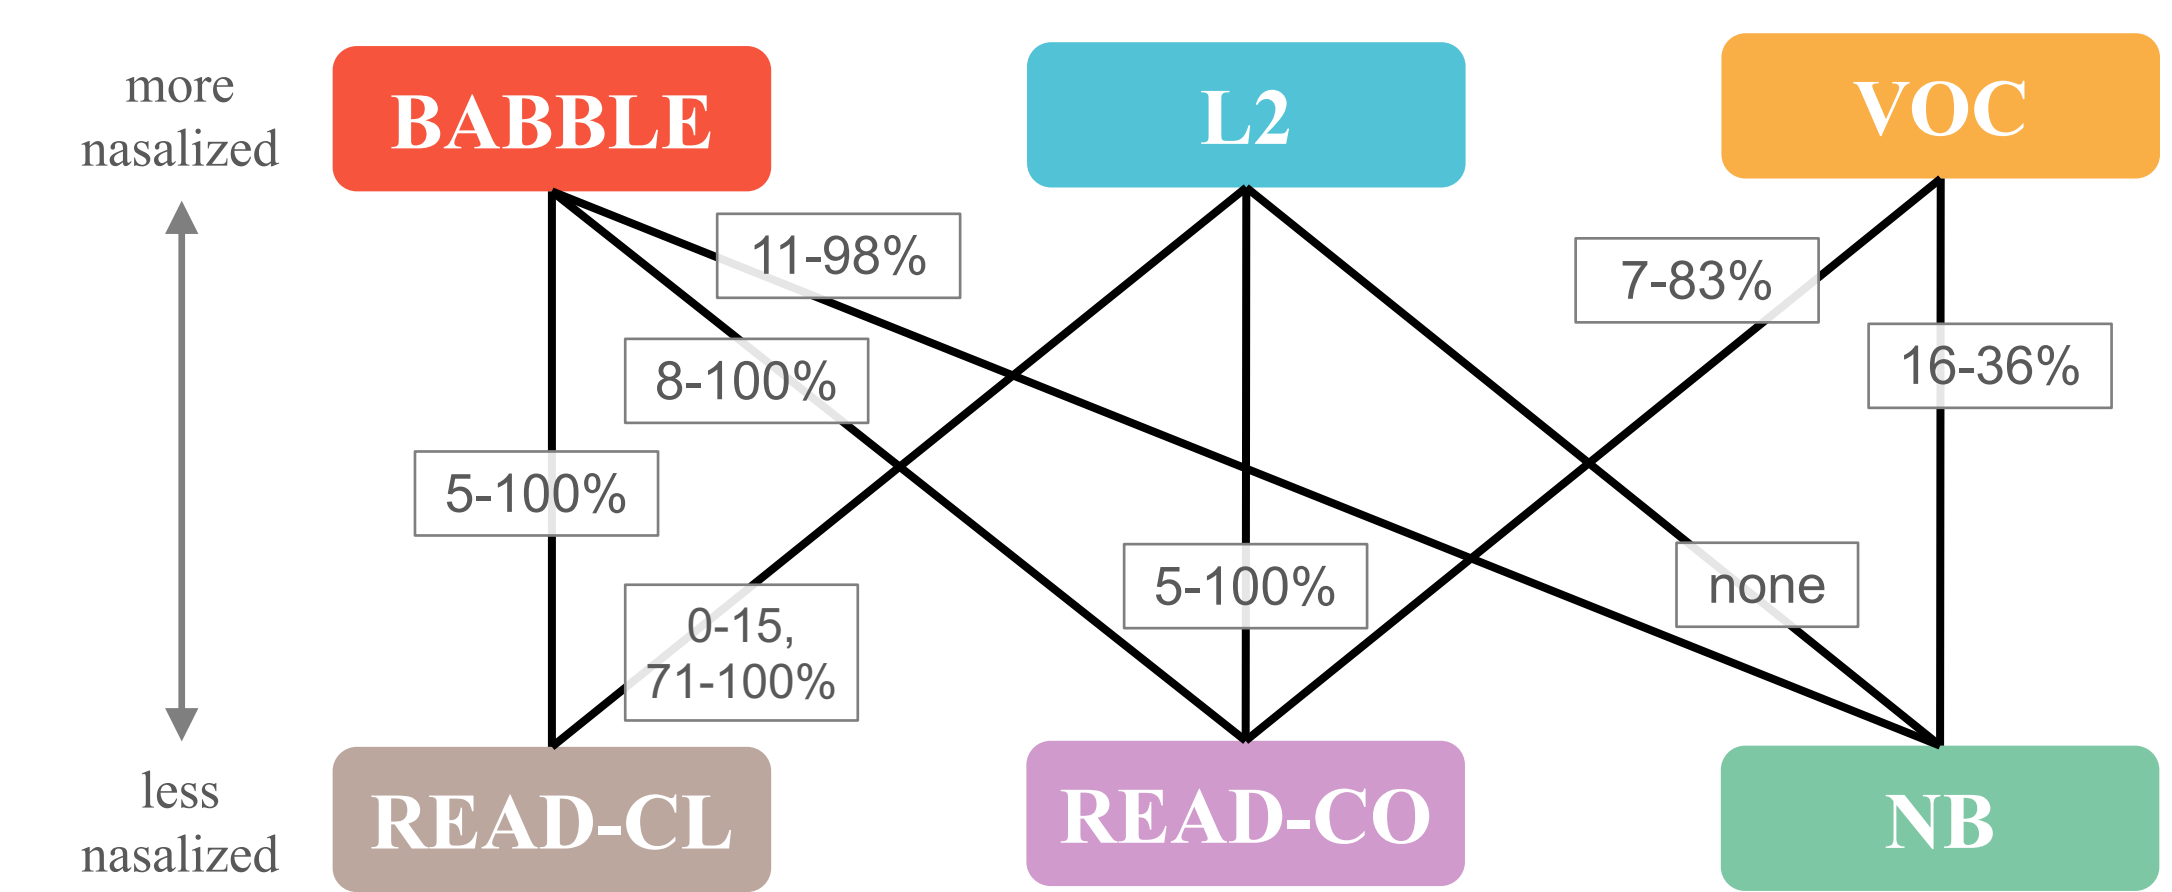 more
nasalized
BABBLE
L2
VOC
11-98%
7-83%
16-36%
8-100%
5-100%
5-100%
none
0-15,
71-100%
less
nasalized
READ-CL
READ-CO
NB